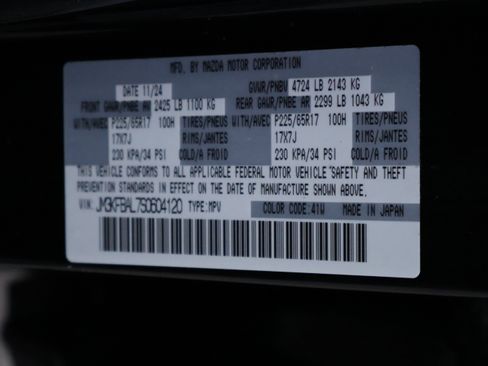 MFD. BY MAZDA MOTOR CORPORATION
DATE 11/24 GVWR/PNBV 4724 LB 2143 KG
FRONT GAWR/PNBE AV 2425 LB 1100 KG REAR GAWR/PNBE AR 2299 LB 1043 KG
WITH/AVEC P225/65R17 100H TIRES/PNEUS WITH/AVEC P225/65R17 100H TIRES/PNEUS
17X7J RIMS/JANTES 17X7J RIMS/JANTES
230 KPA/34 PSI COLD/A FROID 230 KPA/34 PSI COLD/A FROID
THIS VEHICLE CONFORMS TO ALL APPLICABLE FEDERAL MOTOR VEHICLE SAFETY AND THEFT
PREVENTION STANDARDS IN EFFECT ON THE DATE OF MANUFACTURE SHOWN ABOVE.
VIN: JM3KFBAL7S0604120 TYPE:MPV COLOR CODE:41W MADE IN JAPAN